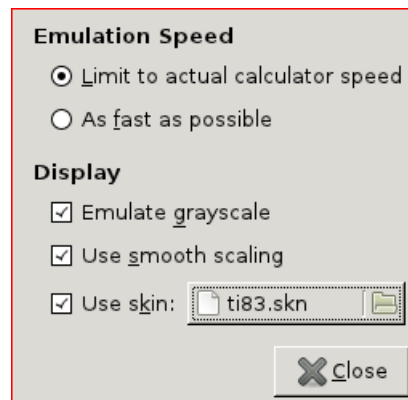 Emulation Speed
Limit to actual calculator speed
As fast as possible
Display
Emulate grayscale
Use smooth scaling
Use skin: ti83.skn
Close